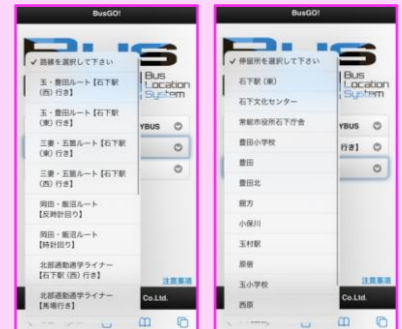 BusGO!
Bus
✓ 路線を選択して下さい
玉・豊田ルート【石下駅
(西) 行き】
玉・豊田ルート【石下駅
(東) 行き】
三妻・五箇ルート【石下駅
(東) 行き】
三妻・五箇ルート【石下駅
(西) 行き】
岡田・飯沼ルート
【反時計回り】
岡田・飯沼ルート
【時計回り】
北部通勤通学ライナー
【石下駅 (西) 行き】
北部通勤通学ライナー
【馬場行き】
Bus
Location
System
YBUS
注意事項
Co.Ltd.
BusGO!
Bus
✓ 停留所を選択して下さい
石下駅 (東)
石下文化センター
常総市役所石下庁舎
豊田小学校
豊田
豊田北
館方
小保川
玉村駅
原宿
玉小学校
西原
Bus
Location
System
YBUS
行き】
注意事項
Co.Ltd.